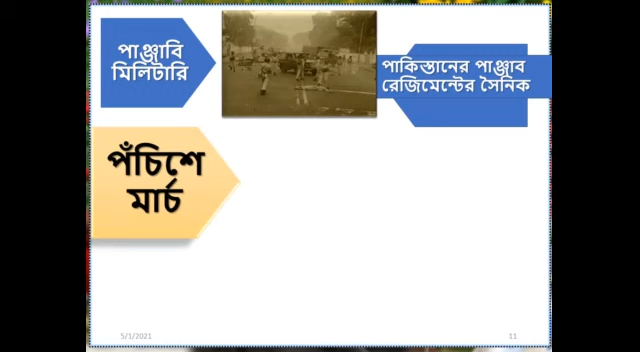 পাঞ্জাবি
মিলিটারি
পাকিস্তানের পাঞ্জাব
রেজিমেন্টের সৈনিক
পঁচিশে
মার্চ
5/1/2021
11